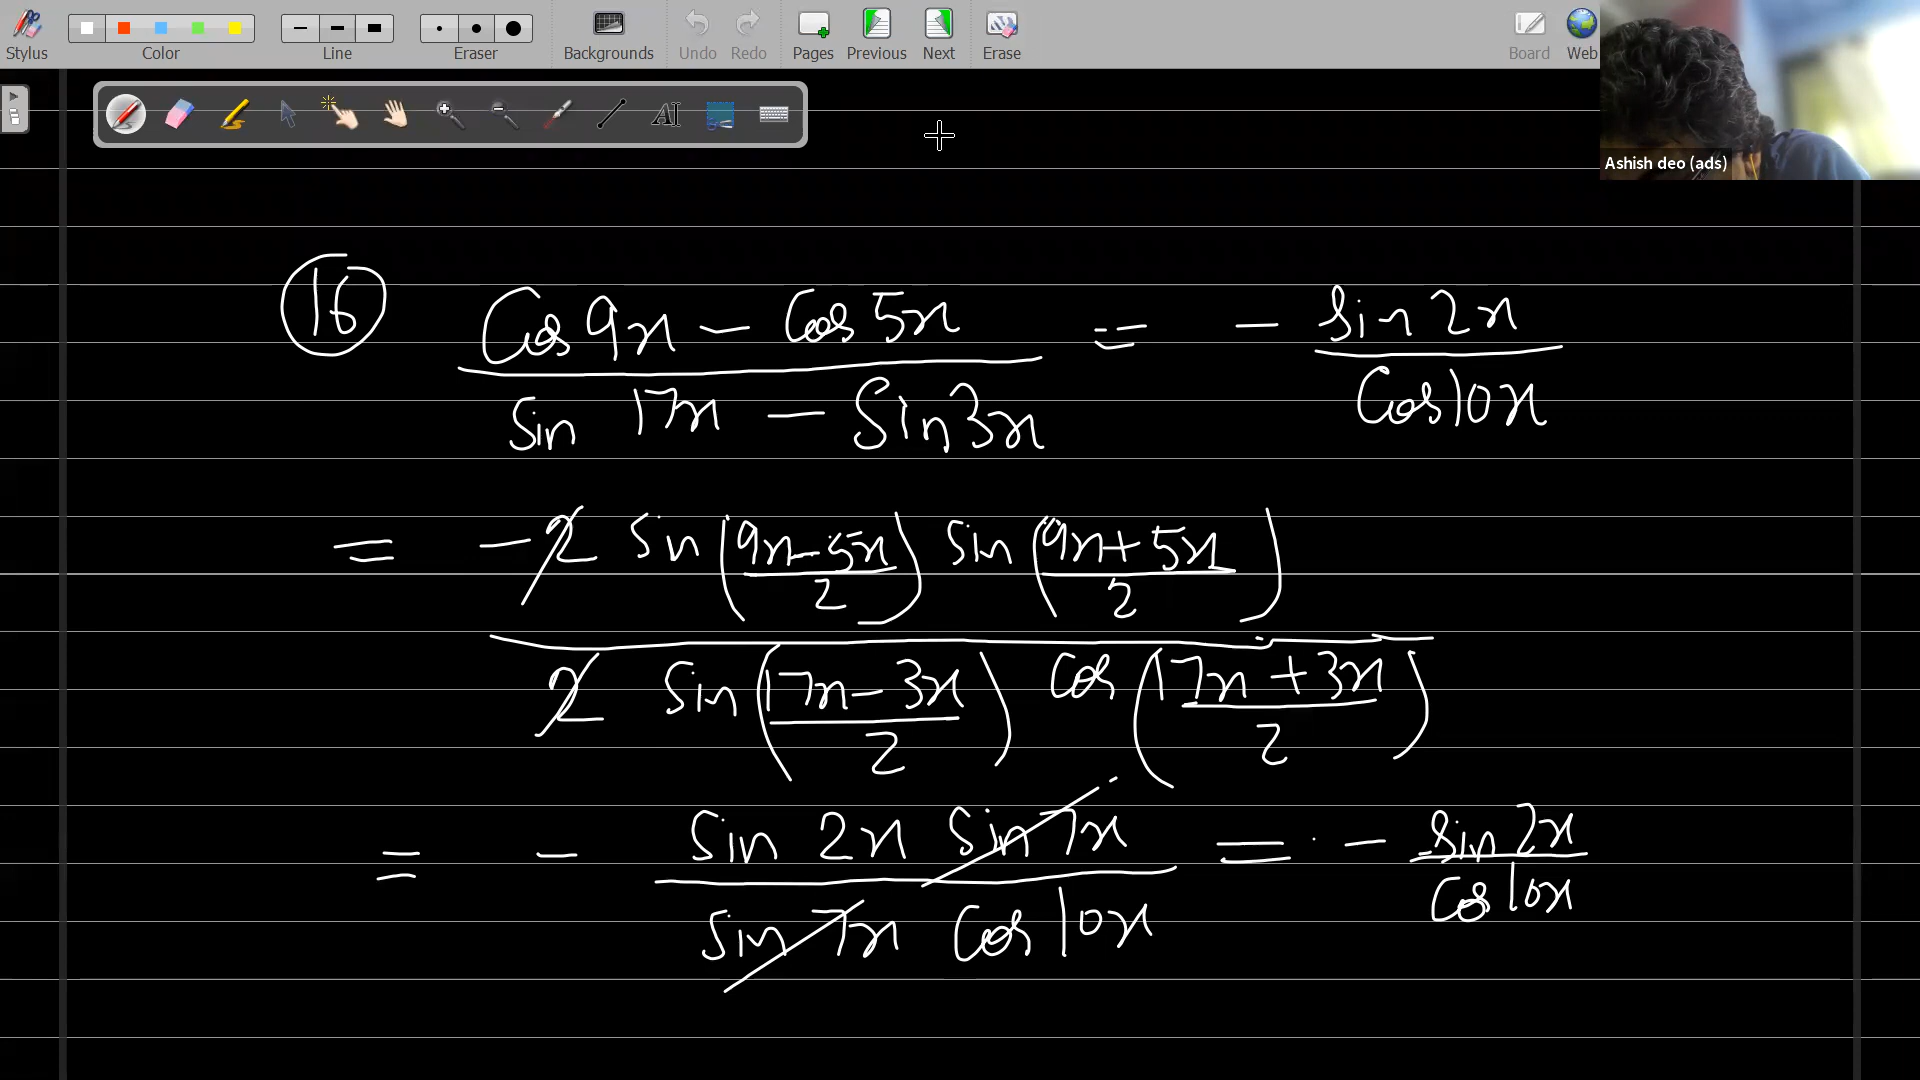 Stylus Color Line Eraser Backgrounds Undo Redo Pages Previous Next Erase Board Web
AI
Ashish deo (ads)
(16) (Cos 9x - Cos 5x)/(Sin 17x - Sin 3x) = - (Sin 2x)/(Cos 10x)
= (-2 Sin((9x-5x)/2) Sin((9x+5x)/2))/(2 Sin((17x-3x)/2) Cos((17x+3x)/2))
= - (Sin 2x Sin 7x)/(Sin 7x Cos 10x) = - (Sin 2x)/(Cos 10x)